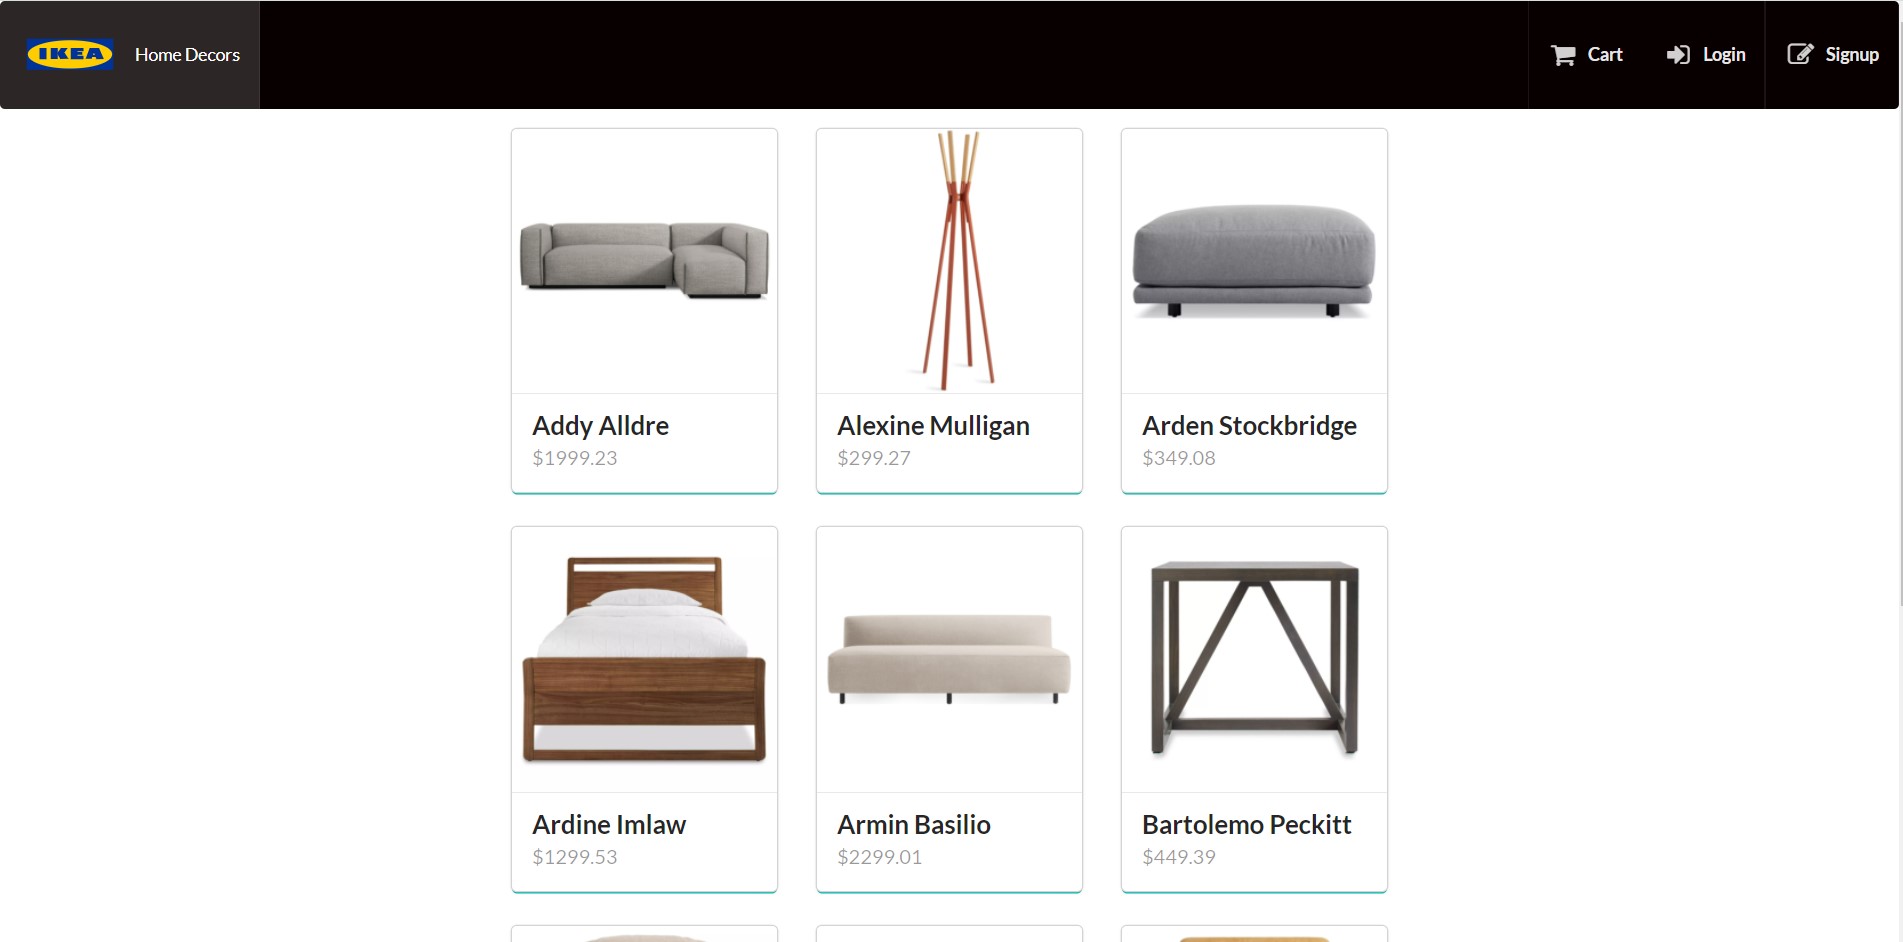 IKEA Home Decors
Cart
Login
Signup
Addy Alldre
$1999.23
Alexine Mulligan
$299.27
Arden Stockbridge
$349.08
Ardine Imlaw
$1299.53
Armin Basilio
$2299.01
Bartolemo Peckitt
$449.39